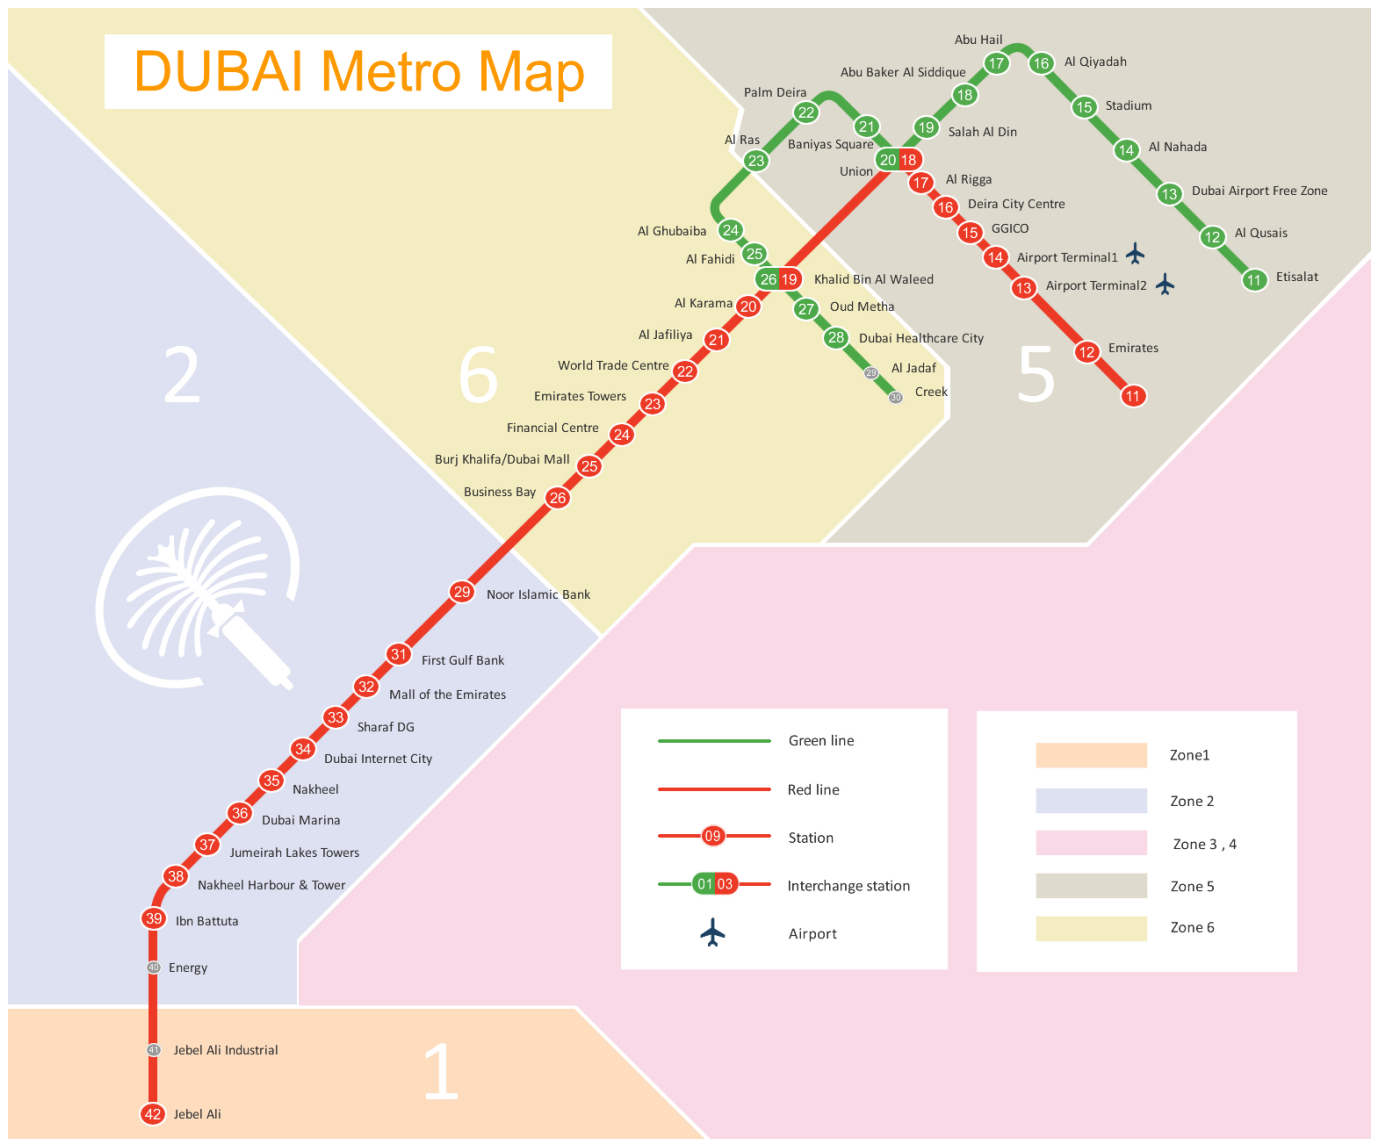 DUBAI Metro Map
Abu Hail
17
16
Al Qiyadah
Abu Baker Al Siddique
18
15
Stadium
Palm Deira
22
21
19
Salah Al Din
14
Al Nahada
Al Ras
23
Baniyas Square
20 18
Union
17
Al Rigga
13
Dubai Airport Free Zone
16
Deira City Centre
24
Al Ghubaiba
15
GGICO
12
Al Qusais
25
Al Fahidi
14
Airport Terminal1
26 19
Khalid Bin Al Waleed
13
Airport Terminal2
11
Etisalat
Al Karama
20
27
Oud Metha
Al Jafiliya
21
28
Dubai Healthcare City
12
Emirates
World Trade Centre
22
29
Al Jadaf
2
6
5
Emirates Towers
23
30
Creek
11
Financial Centre
24
Burj Khalifa/Dubai Mall
25
Business Bay
26
29
Noor Islamic Bank
31
First Gulf Bank
32
Mall of the Emirates
33
Sharaf DG
34
Dubai Internet City
35
Nakheel
36
Dubai Marina
37
Jumeirah Lakes Towers
38
Nakheel Harbour & Tower
39
Ibn Battuta
40
Energy
41
Jebel Ali Industrial
1
42
Jebel Ali
Green line
Red line
09
Station
01 03
Interchange station
Airport
Zone1
Zone 2
Zone 3 , 4
Zone 5
Zone 6